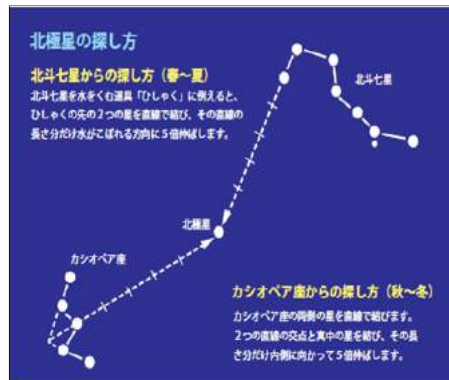 北極星の探し方
北斗七星からの探し方（春～夏）
北斗七星を水をくむ道具「ひしゃく」に例えると、
ひしゃくの先の２つの星を直線で結び、その直線の
長さ分だけ水がこぼれる方向に５倍伸ばします。
北斗七星
北極星
カシオペア座
カシオペア座からの探し方（秋～冬）
カシオペア座の両側の星を直線で結びます。
２つの直線の交点と真中の星を結び、その長
さ分だけ内側に向かって５倍伸ばします。